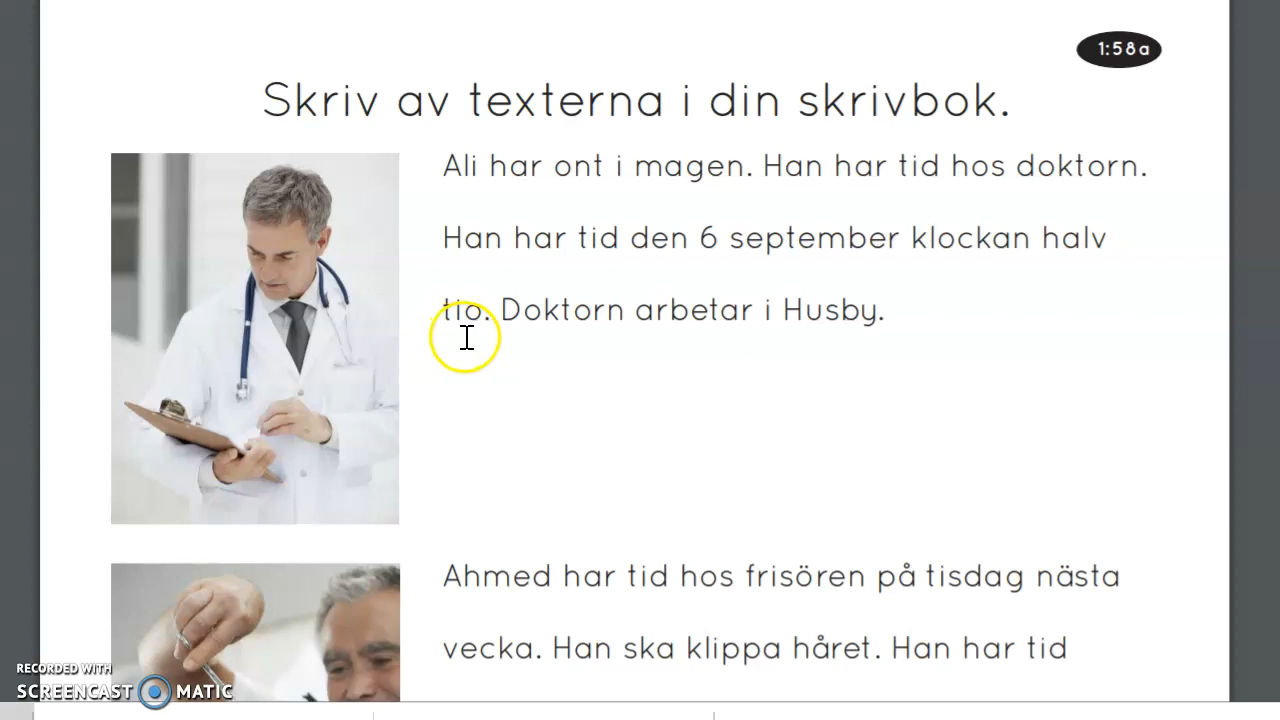 1:58a
Skriv av texterna i din skrivbok.
Ali har ont i magen. Han har tid hos doktorn.
Han har tid den 6 september klockan halv
tio. Doktorn arbetar i Husby.
Ahmed har tid hos frisören på tisdag nästa
vecka. Han ska klippa håret. Han har tid
RECORDED WITH
SCREENCAST MATIC